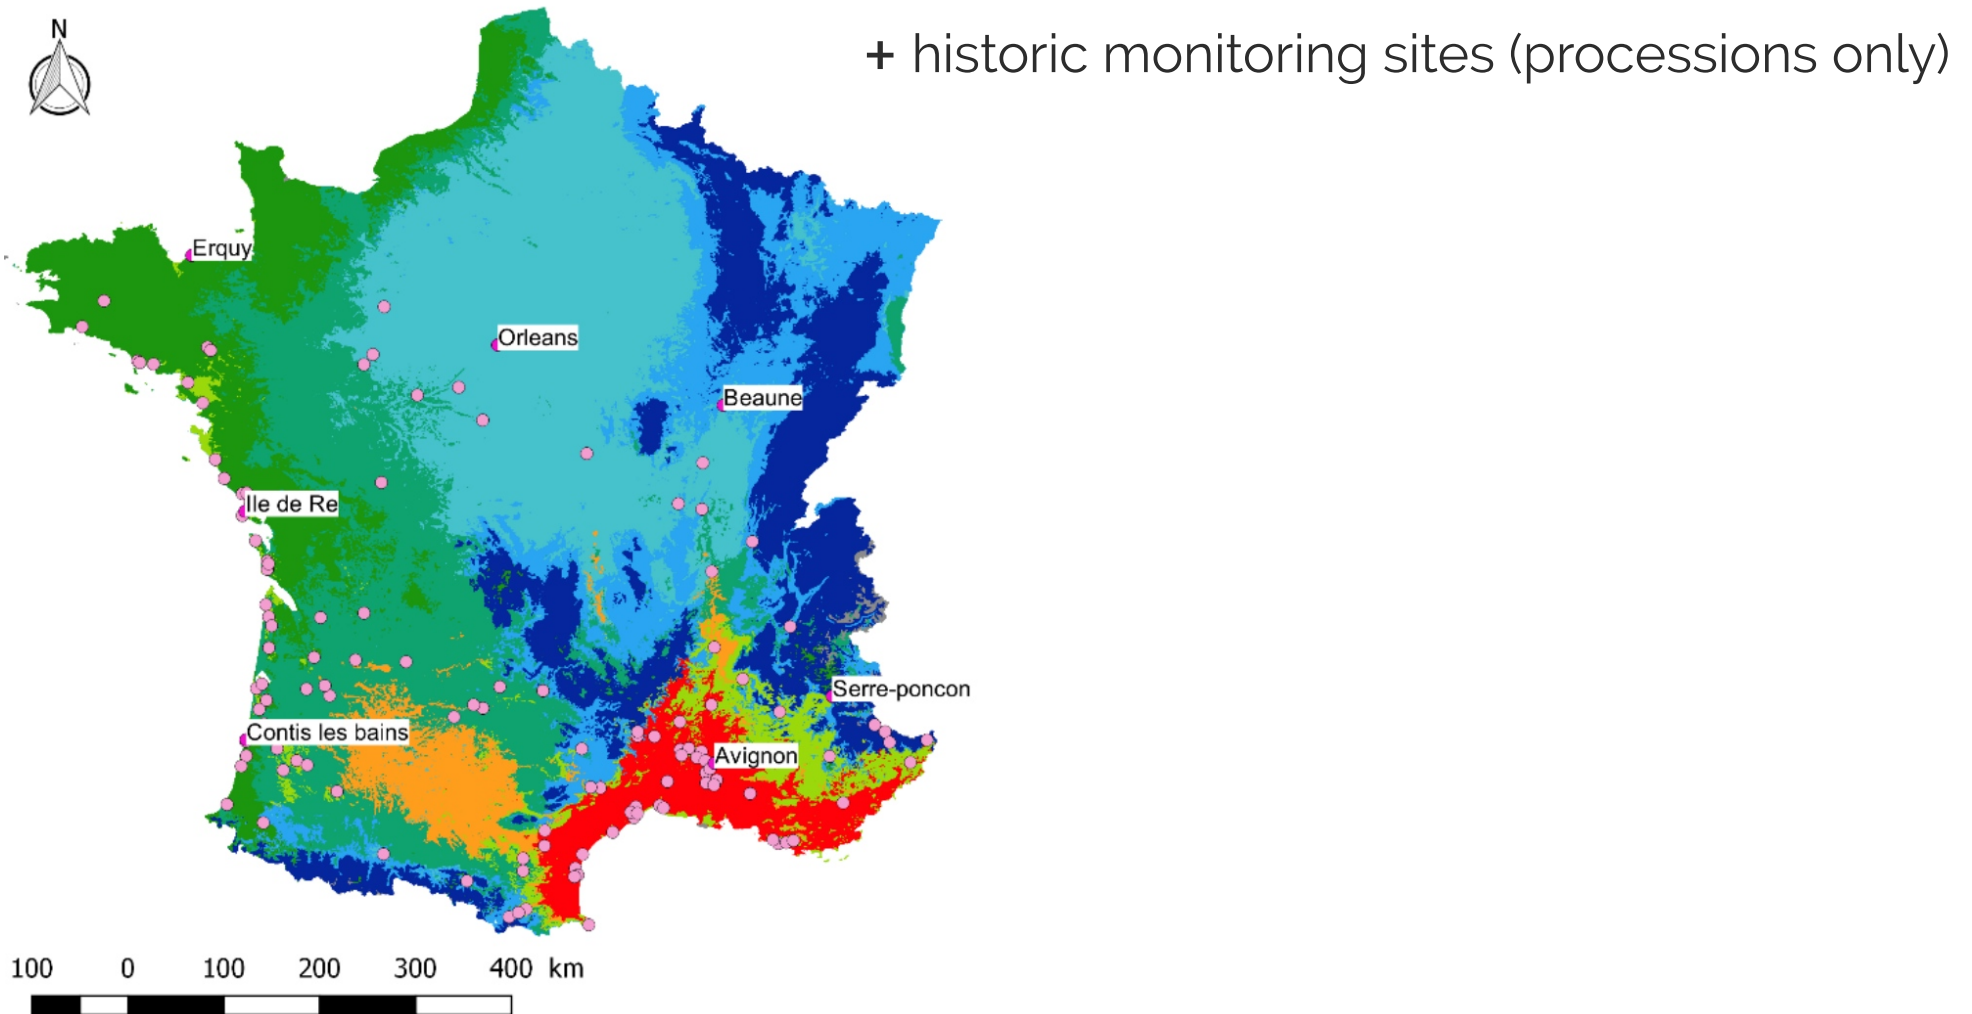 N
+ historic monitoring sites (processions only)
Erquy
Orleans
Beaune
Ile de Re
Serre-poncon
Contis les bains
Avignon
100 0 100 200 300 400 km